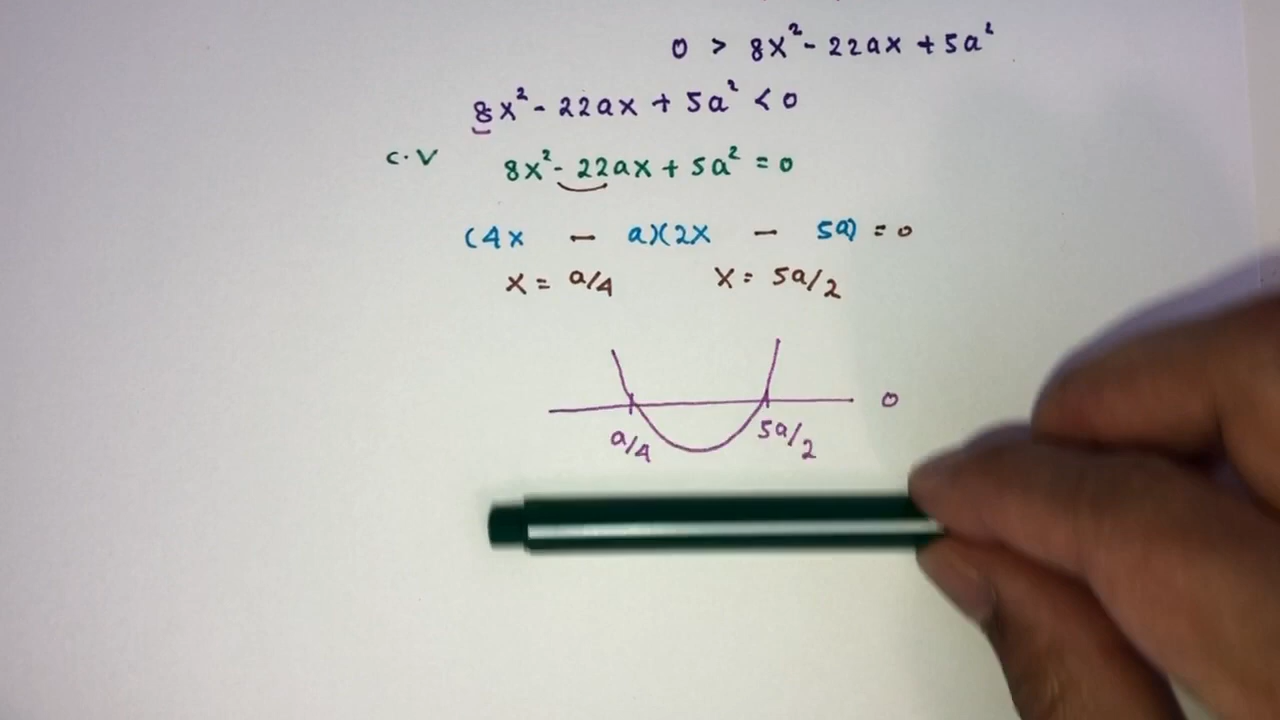 0 > 8x² - 22ax + 5a²
8x² - 22ax + 5a² < 0
C.V 8x² - 22ax + 5a² = 0
(4x - a)(2x - 5a) = 0
x = a/4 x = 5a/2
0
a/4 5a/2